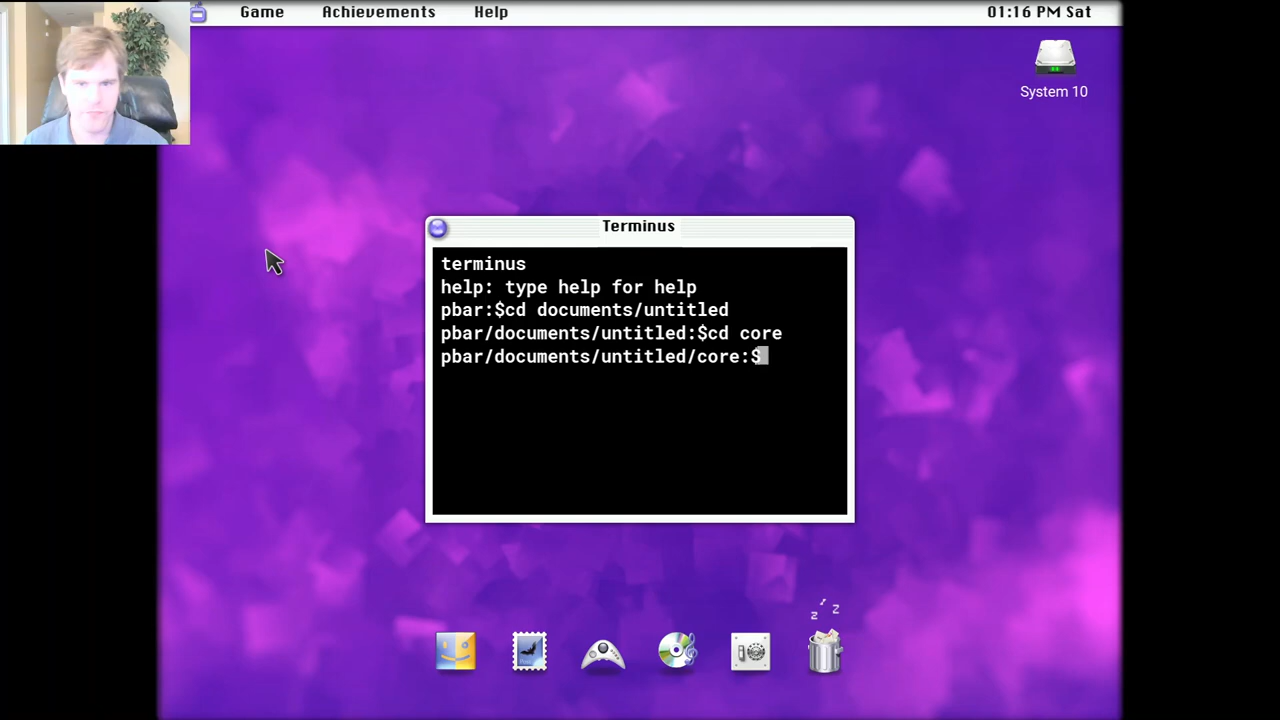 Game Achievements Help 01:16 PM Sat
System 10
Terminus
terminus
help: type help for help
pbar:$cd documents/untitled
pbar/documents/untitled:$cd core
pbar/documents/untitled/core:$
z z